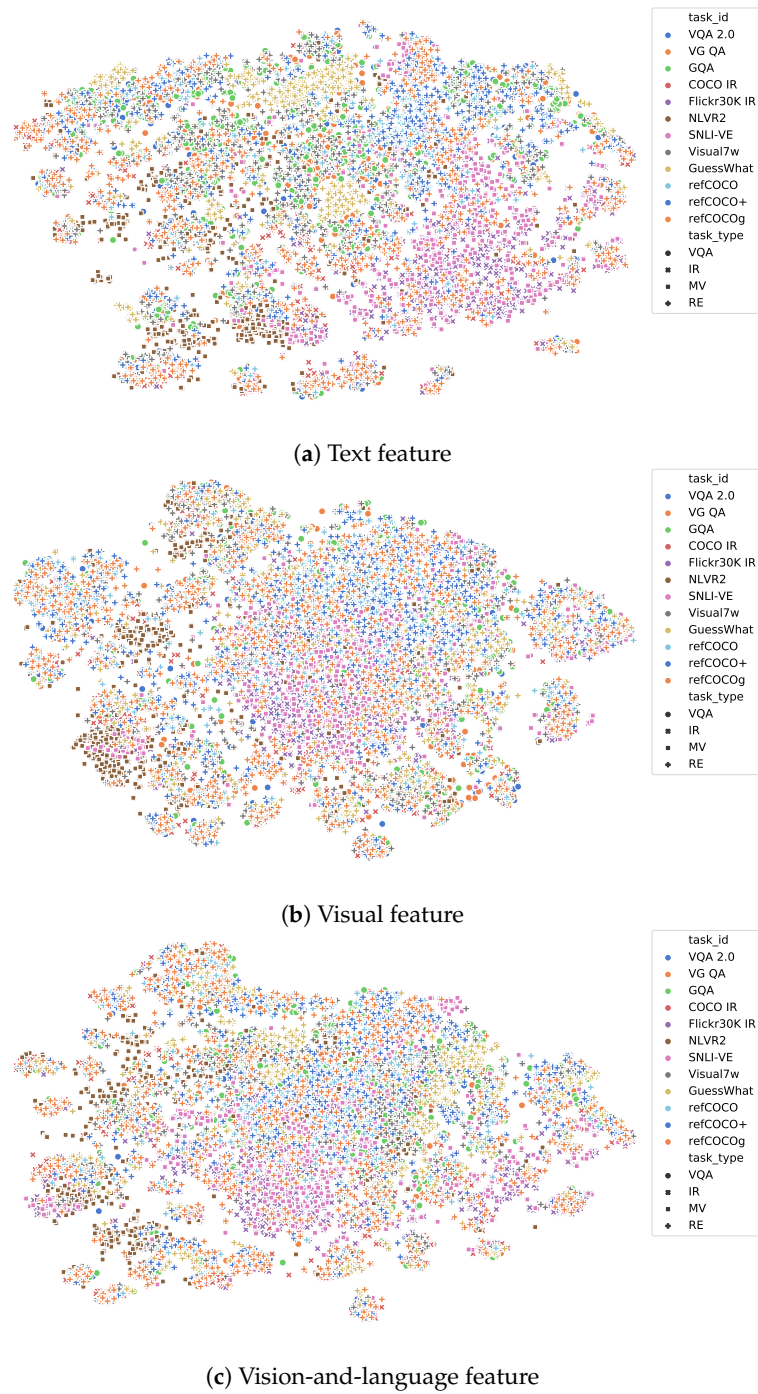 task_id
VQA 2.0
VG QA
GQA
COCO IR
Flickr30K IR
NLVR2
SNLI-VE
Visual7w
GuessWhat
refCOCO
refCOCO+
refCOCOg
task_type
VQA
IR
MV
RE
(a) Text feature
task_id
VQA 2.0
VG QA
GQA
COCO IR
Flickr30K IR
NLVR2
SNLI-VE
Visual7w
GuessWhat
refCOCO
refCOCO+
refCOCOg
task_type
VQA
IR
MV
RE
(b) Visual feature
task_id
VQA 2.0
VG QA
GQA
COCO IR
Flickr30K IR
NLVR2
SNLI-VE
Visual7w
GuessWhat
refCOCO
refCOCO+
refCOCOg
task_type
VQA
IR
MV
RE
(c) Vision-and-language feature